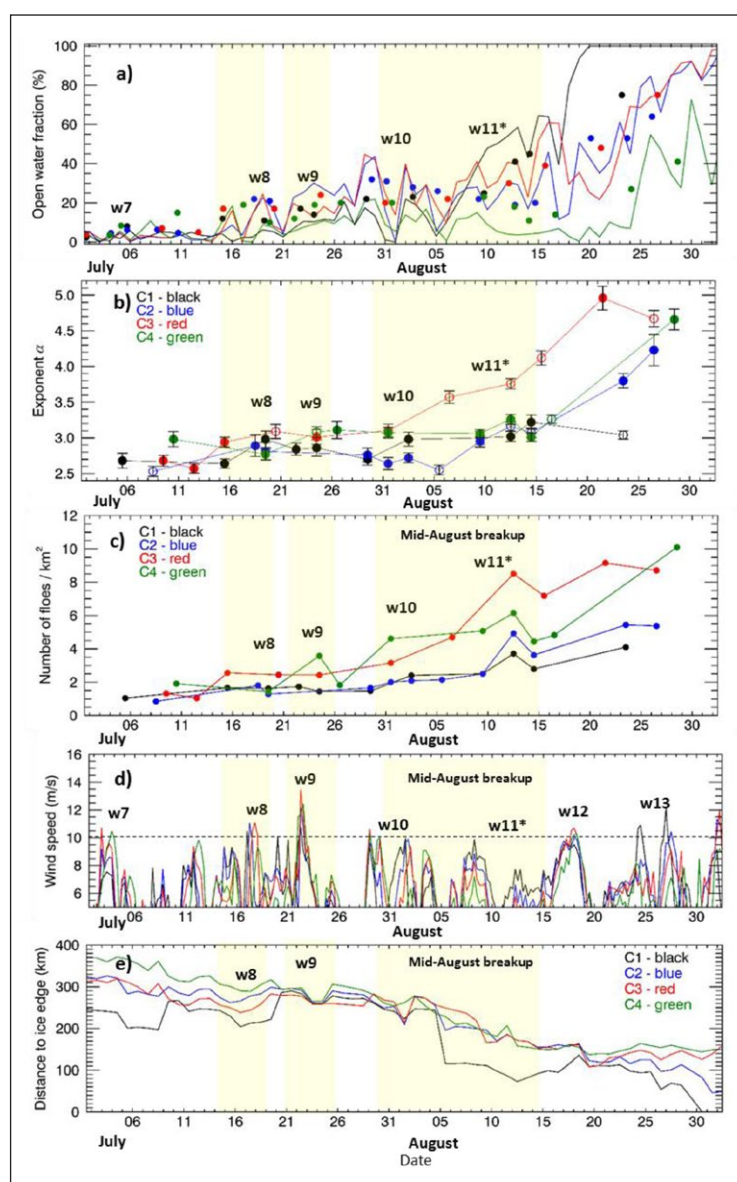 100
80
60
40
20
0
Open water fraction (%)
a)
w7
w8
w9
w10
w11*
06 11 16 21 26 31 05 10 15 20 25 30
July August
5.0
4.5
4.0
3.5
3.0
2.5
Exponent α
b)
C1 - black
C2 - blue
C3 - red
C4 - green
w8
w9
w10
w11*
06 11 16 21 26 31 05 10 15 20 25 30
July August
12
10
8
6
4
2
0
Number of floes / km²
c)
C1 - black
C2 - blue
C3 - red
C4 - green
Mid-August breakup
w8
w9
w10
w11*
06 11 16 21 26 31 05 10 15 20 25 30
July August
16
14
12
10
8
6
Wind speed (m/s)
d)
Mid-August breakup
w7
w8
w9
w10
w11*
w12
w13
06 11 16 21 26 31 05 10 15 20 25 30
July August
400
300
200
100
0
Distance to ice edge (km)
e)
w8
w9
Mid-August breakup
C1 - black
C2 - blue
C3 - red
C4 - green
06 11 16 21 26 31 05 10 15 20 25 30
July August
Date